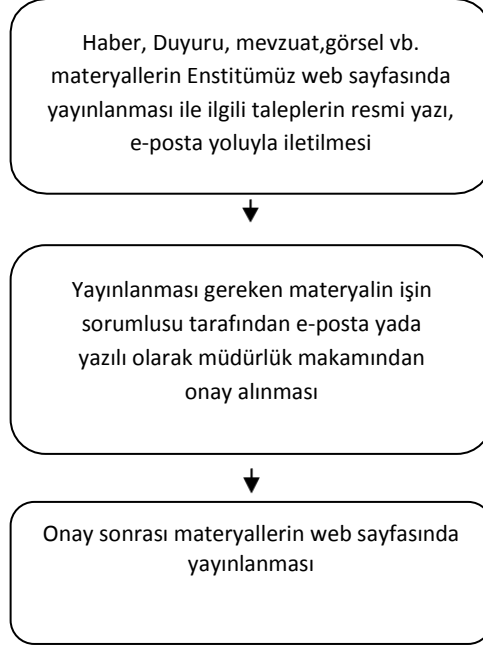 Haber, Duyuru, mevzuat,görsel vb.
materyallerin Enstitümüz web sayfasında
yayınlanması ile ilgili taleplerin resmi yazı,
e-posta yoluyla iletilmesi
Yayınlanması gereken materyalin işin
sorumlusu tarafından e-posta yada
yazılı olarak müdürlük makamından
onay alınması
Onay sonrası materyallerin web sayfasında
yayınlanması